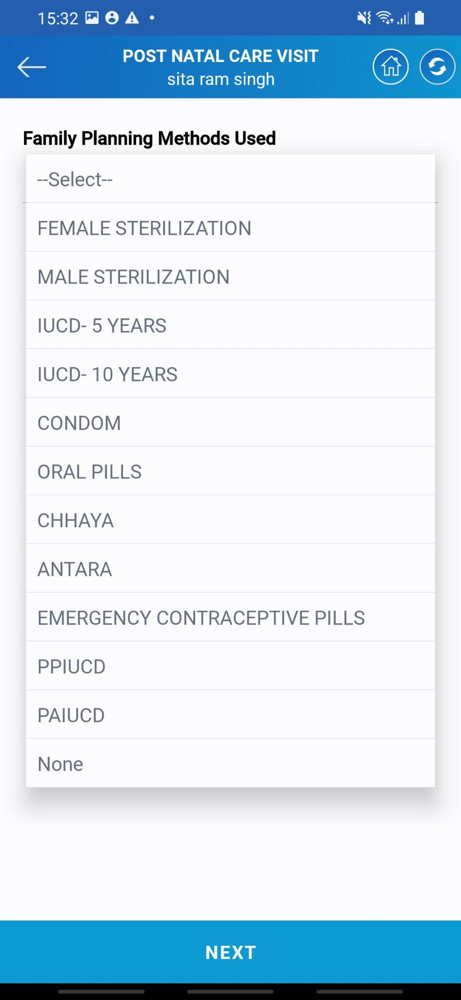 15:32
POST NATAL CARE VISIT
sita ram singh
Family Planning Methods Used
--Select--
FEMALE STERILIZATION
MALE STERILIZATION
IUCD- 5 YEARS
IUCD- 10 YEARS
CONDOM
ORAL PILLS
CHHAYA
ANTARA
EMERGENCY CONTRACEPTIVE PILLS
PPIUCD
PAIUCD
None
NEXT